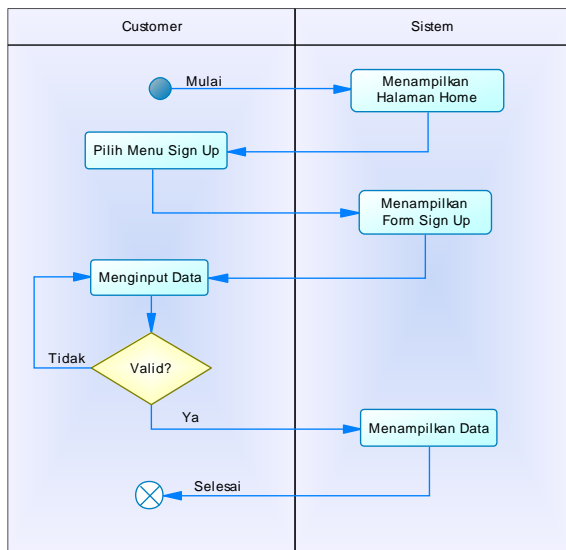 Customer
Sistem
Mulai
Menampilkan
Halaman Home
Pilih Menu Sign Up
Menampilkan
Form Sign Up
Menginput Data
Tidak
Valid?
Ya
Menampilkan Data
Selesai